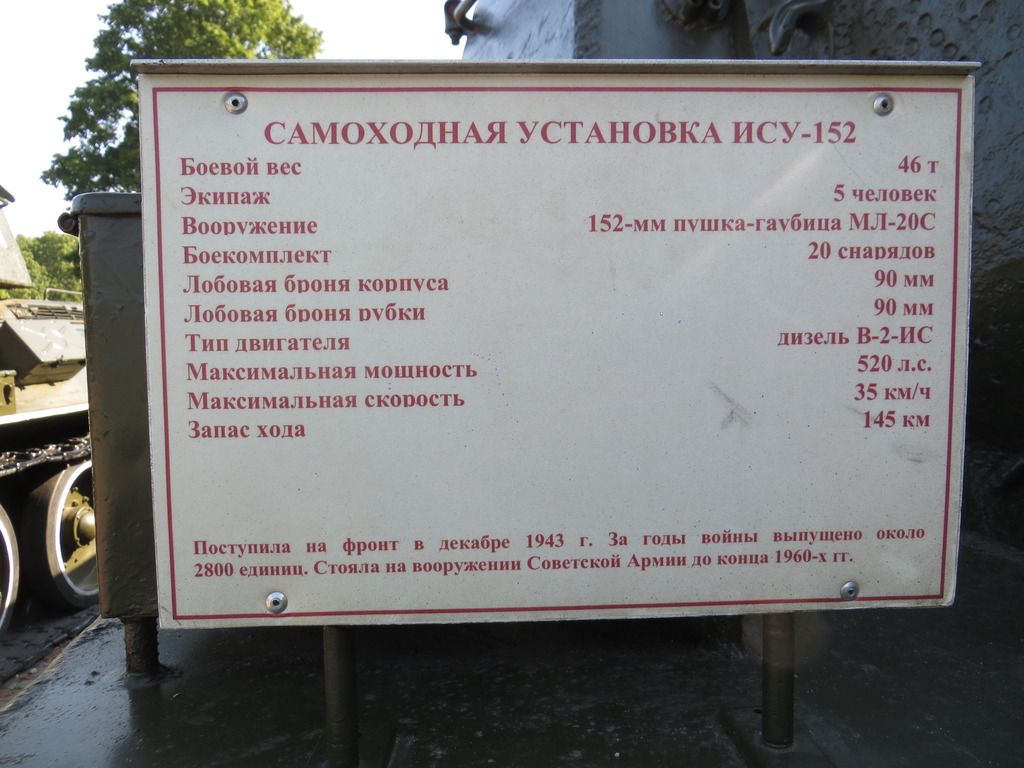 САМОХОДНАЯ УСТАНОВКА ИСУ-152
Боевой вес 46 т
Экипаж 5 человек
Вооружение 152-мм пушка-гаубица МЛ-20С
Боекомплект 20 снарядов
Лобовая броня корпуса 90 мм
Лобовая броня рубки 90 мм
Тип двигателя дизель В-2-ИС
Максимальная мощность 520 л.с.
Максимальная скорость 35 км/ч
Запас хода 145 км
Поступила на фронт в декабре 1943 г. За годы войны выпущено около
2800 единиц. Стояла на вооружении Советской Армии до конца 1960-х гг.